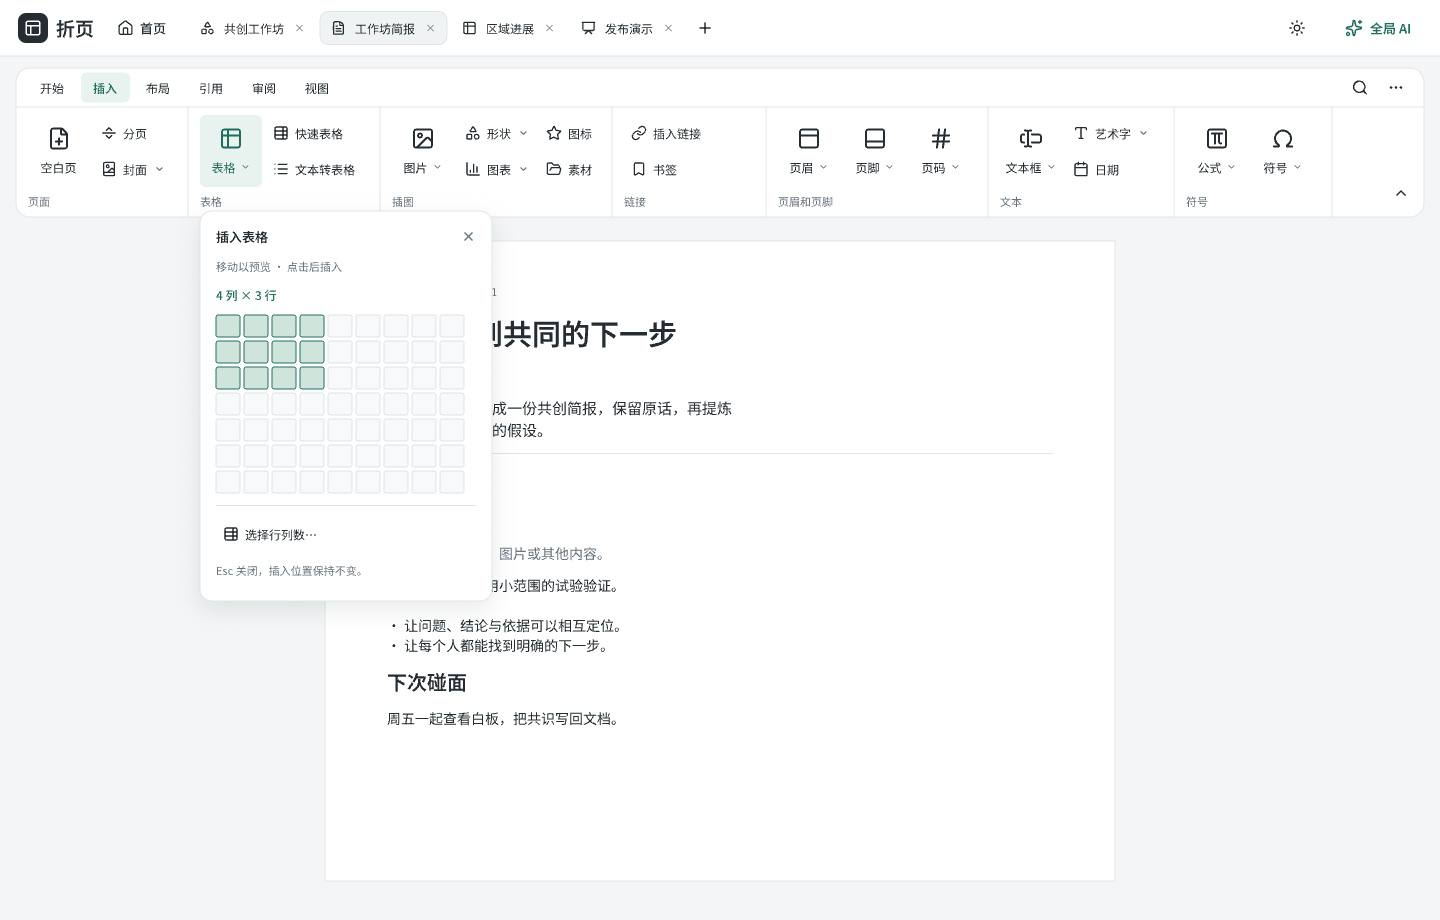 折页
首页
共创工作坊
工作坊简报
区域进展
发布演示
全局 AI
开始
插入
布局
引用
审阅
视图
空白页
分页
封面
页面
表格
快速表格
文本转表格
表格
图片
形状
图标
图表
素材
插图
插入链接
书签
链接
页眉
页脚
页码
页眉和页脚
文本框
艺术字
日期
文本
公式
符号
符号
插入表格
移动以预览 · 点击后插入
4 列 × 3 行
选择行列数…
Esc 关闭，插入位置保持不变。
1
共同的下一步
成一份共创简报，保留原话，再提炼
的假设。
图片或其他内容。
小范围的试验验证。
• 让问题、结论与依据可以相互定位。
• 让每个人都能找到明确的下一步。
下次碰面
周五一起查看白板，把共识写回文档。